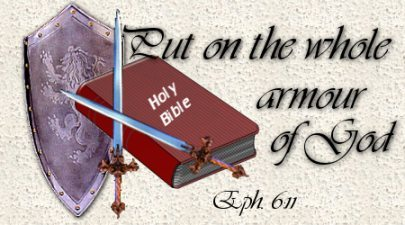 Put on the whole
armour
of God
Holy
Bible
Eph. 6:11